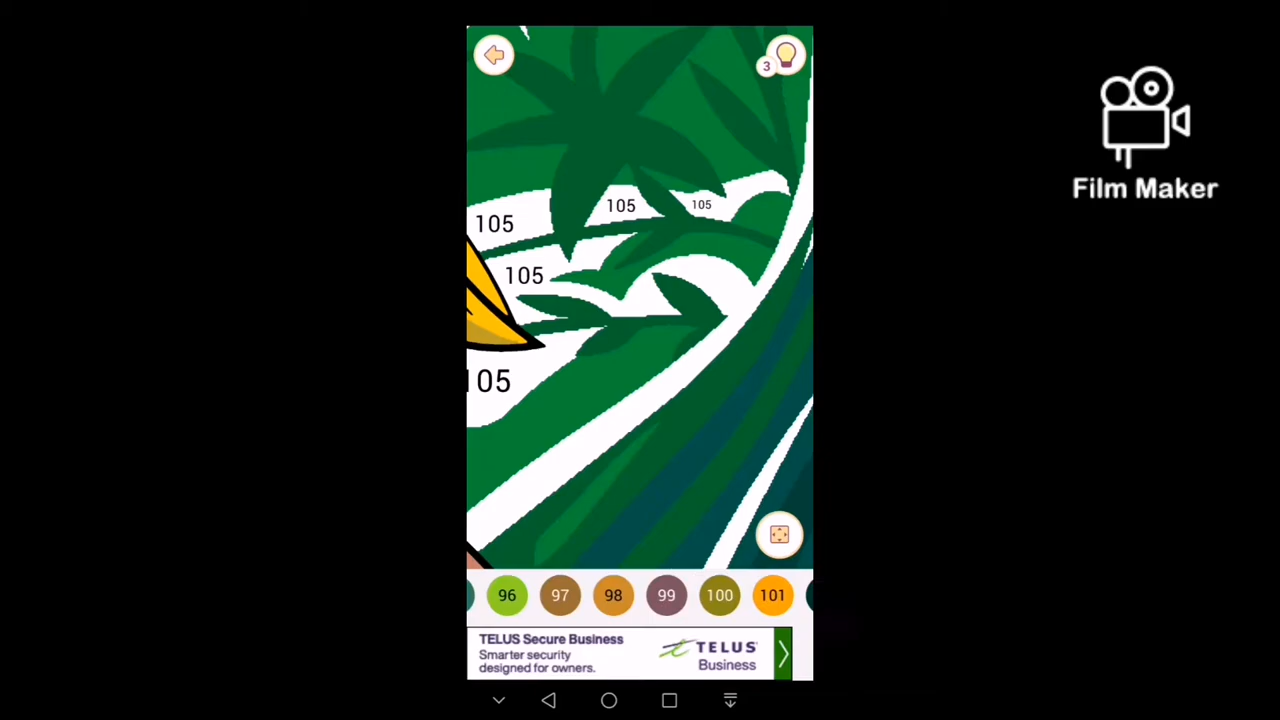 3
105
105
105
105
105
96
97
98
99
100
101
TELUS Secure Business
Smarter security
designed for owners.
TELUS
Business
Film Maker